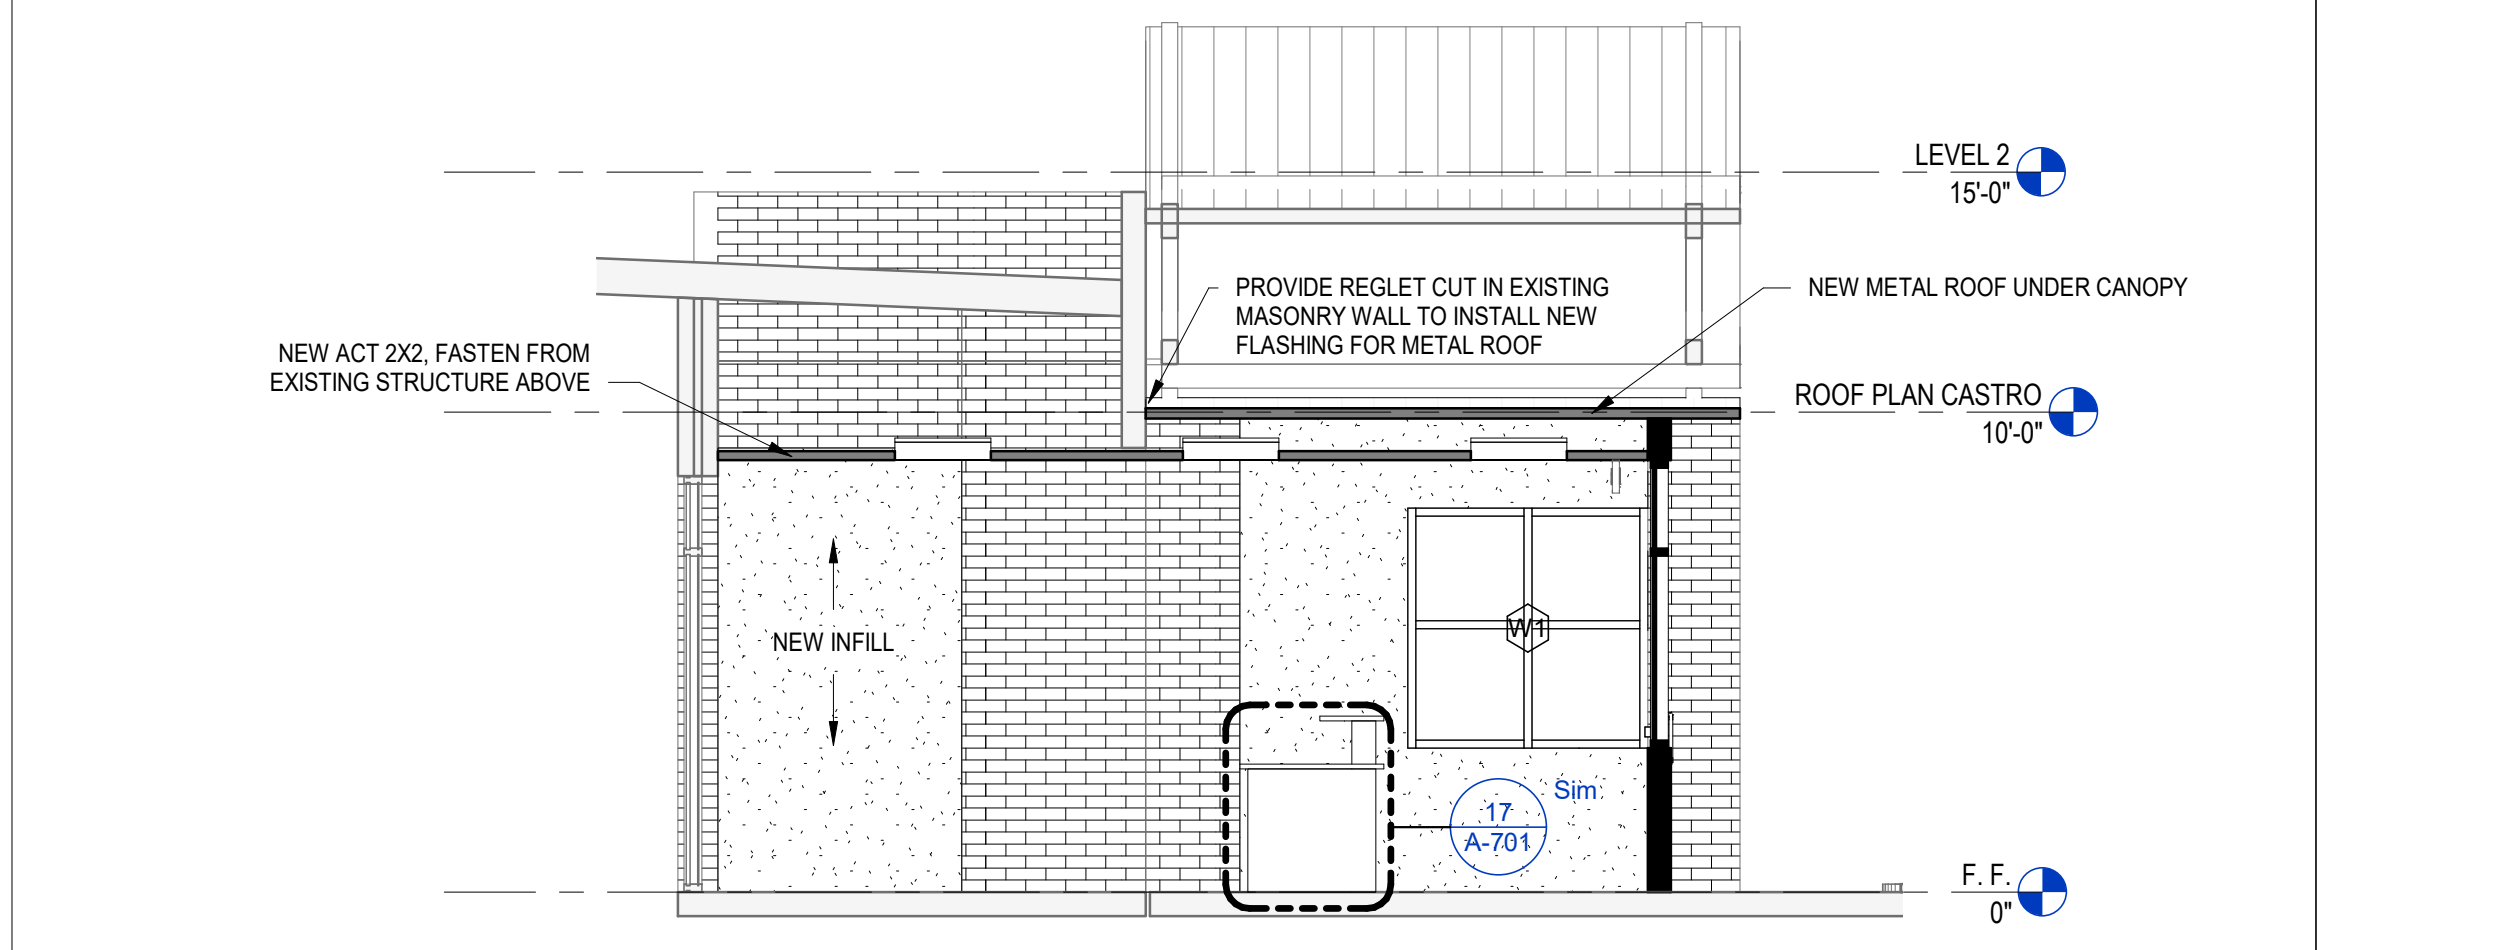 LEVEL 2
15'-0"
PROVIDE REGLET CUT IN EXISTING
MASONRY WALL TO INSTALL NEW
FLASHING FOR METAL ROOF
NEW METAL ROOF UNDER CANOPY
NEW ACT 2X2, FASTEN FROM
EXISTING STRUCTURE ABOVE
ROOF PLAN CASTRO
10'-0"
NEW INFILL
W1
Sim
17
A-701
F. F.
0"